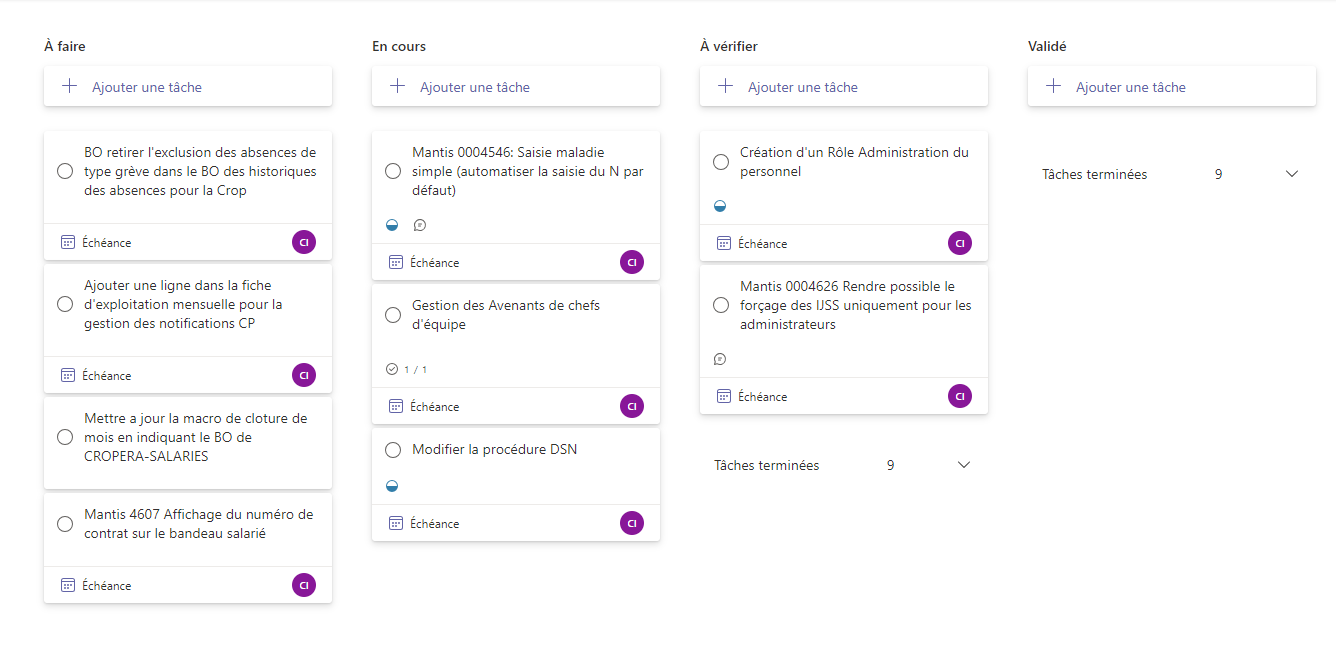 À faire
Ajouter une tâche
BO retirer l'exclusion des absences de
type grève dans le BO des historiques
des absences pour la Crop
Échéance
CI
Ajouter une ligne dans la fiche
d'exploitation mensuelle pour la
gestion des notifications CP
Échéance
CI
Mettre a jour la macro de cloture de
mois en indiquant le BO de
CROPERA-SALARIES
Mantis 4607 Affichage du numéro de
contrat sur le bandeau salarié
Échéance
CI
En cours
Ajouter une tâche
Mantis 0004546: Saisie maladie
simple (automatiser la saisie du N par
défaut)
Échéance
CI
Gestion des Avenants de chefs
d'équipe
1 / 1
Échéance
CI
Modifier la procédure DSN
Échéance
CI
À vérifier
Ajouter une tâche
Création d'un Rôle Administration du
personnel
Échéance
CI
Mantis 0004626 Rendre possible le
forçage des IJSS uniquement pour les
administrateurs
Échéance
CI
Tâches terminées 9
Validé
Ajouter une tâche
Tâches terminées 9